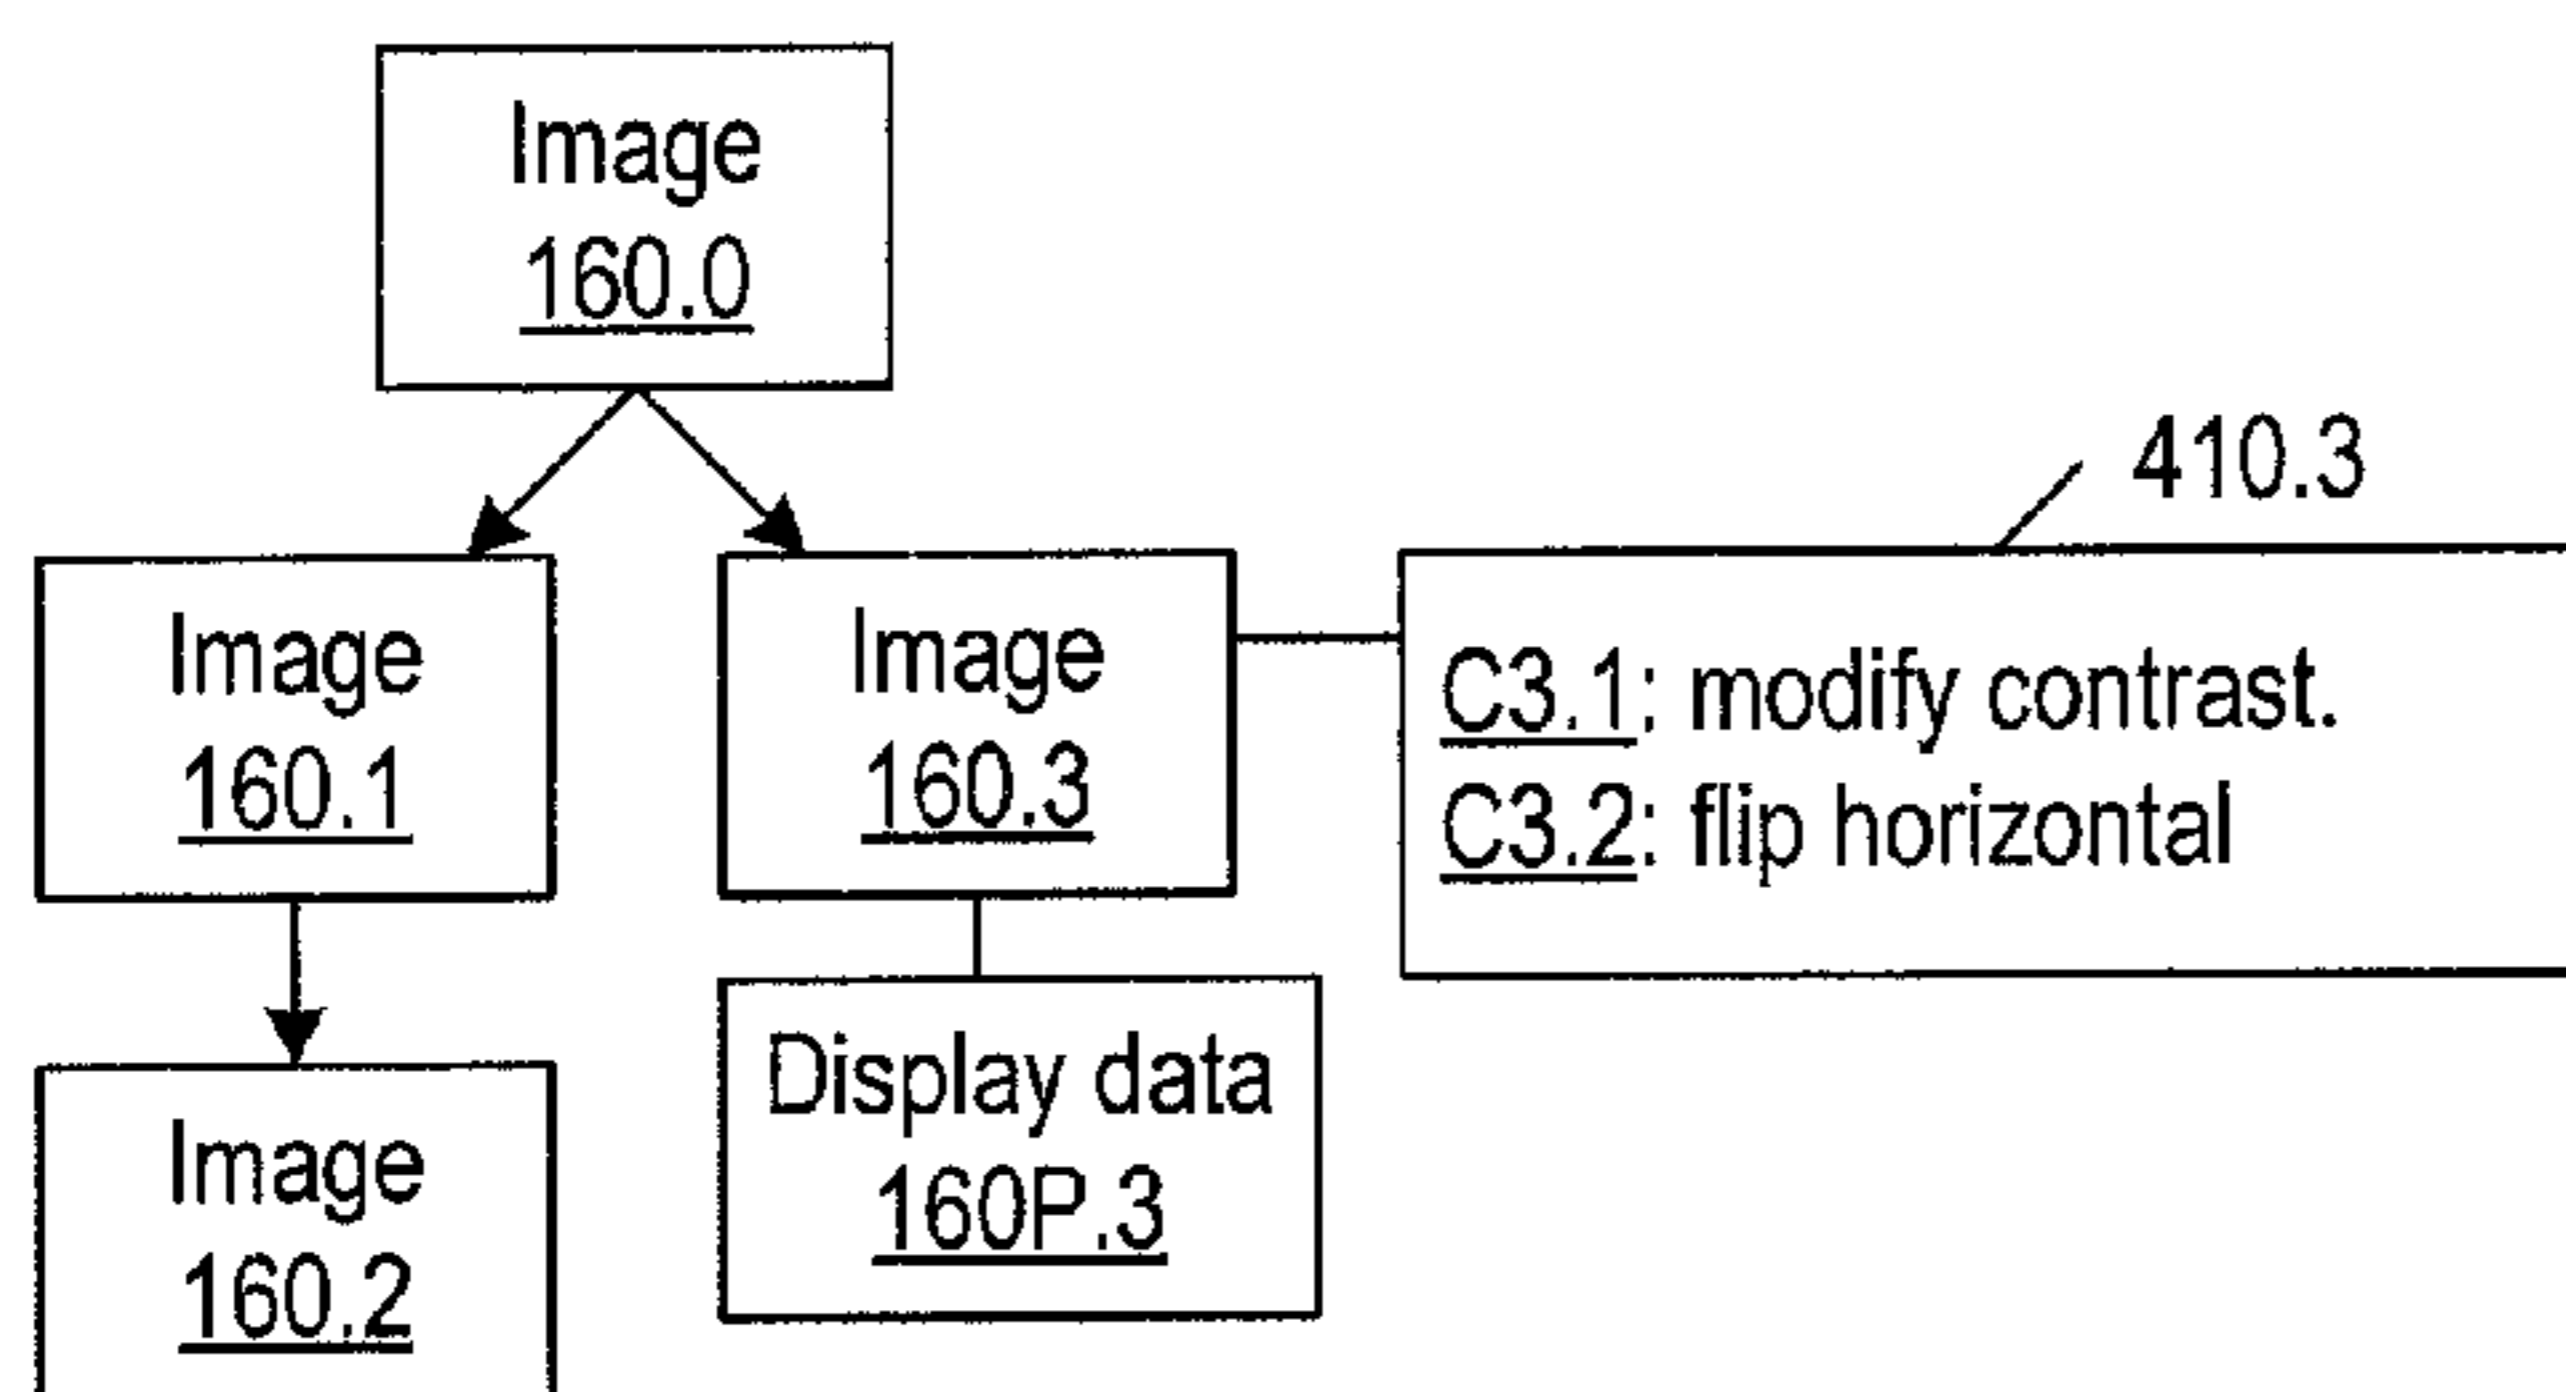 Image
160.0
410.3
Image
160.1
Image
160.3
C3.1: modify contrast.
C3.2: flip horizontal
Display data
160P.3
Image
160.2